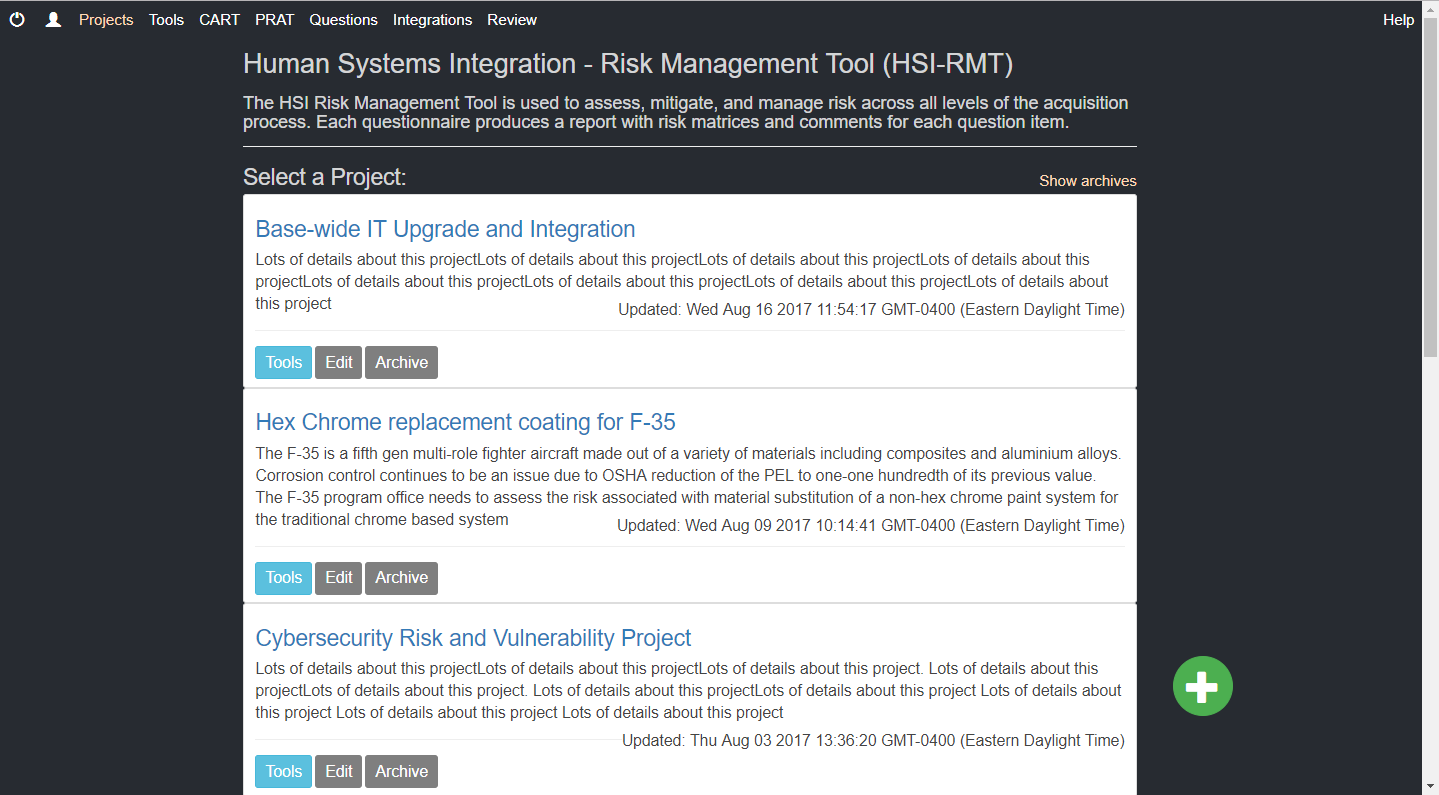 Projects Tools CART PRAT Questions Integrations Review Help
Human Systems Integration - Risk Management Tool (HSI-RMT)
The HSI Risk Management Tool is used to assess, mitigate, and manage risk across all levels of the acquisition
process. Each questionnaire produces a report with risk matrices and comments for each question item.
Select a Project:
Show archives
Base-wide IT Upgrade and Integration
Lots of details about this projectLots of details about this projectLots of details about this projectLots of details about this
projectLots of details about this projectLots of details about this projectLots of details about this projectLots of details about
this project
Updated: Wed Aug 16 2017 11:54:17 GMT-0400 (Eastern Daylight Time)
Tools Edit Archive
Hex Chrome replacement coating for F-35
The F-35 is a fifth gen multi-role fighter aircraft made out of a variety of materials including composites and aluminium alloys.
Corrosion control continues to be an issue due to OSHA reduction of the PEL to one-one hundredth of its previous value.
The F-35 program office needs to assess the risk associated with material substitution of a non-hex chrome paint system for
the traditional chrome based system
Updated: Wed Aug 09 2017 10:14:41 GMT-0400 (Eastern Daylight Time)
Tools Edit Archive
Cybersecurity Risk and Vulnerability Project
Lots of details about this projectLots of details about this projectLots of details about this project. Lots of details about this
projectLots of details about this project. Lots of details about this projectLots of details about this project Lots of details about
this project Lots of details about this project Lots of details about this project
Updated: Thu Aug 03 2017 13:36:20 GMT-0400 (Eastern Daylight Time)
Tools Edit Archive